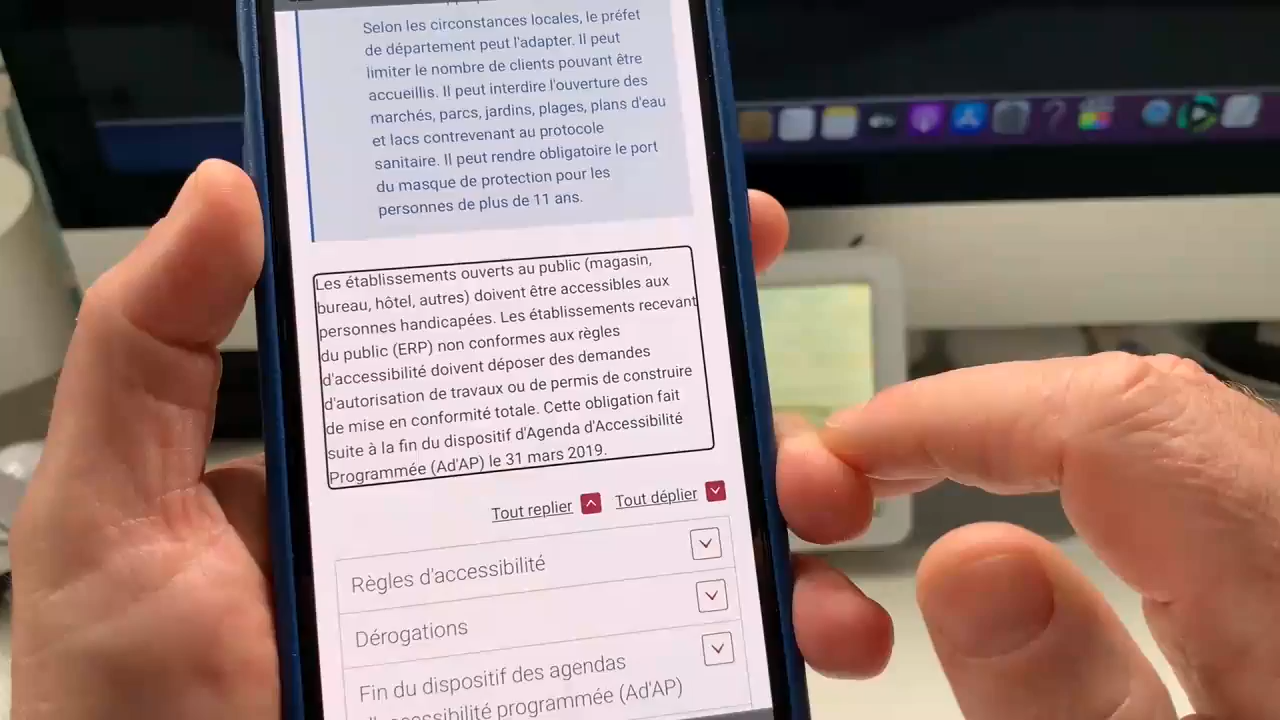 Selon les circonstances locales, le préfet
de département peut l'adapter. Il peut
limiter le nombre de clients pouvant être
accueillis. Il peut interdire l'ouverture des
marchés, parcs, jardins, plages, plans d'eau
et lacs contrevenant au protocole
sanitaire. Il peut rendre obligatoire le port
du masque de protection pour les
personnes de plus de 11 ans.
Les établissements ouverts au public (magasin,
bureau, hôtel, autres) doivent être accessibles aux
personnes handicapées. Les établissements recevant
du public (ERP) non conformes aux règles
d'accessibilité doivent déposer des demandes
d'autorisation de travaux ou de permis de construire
de mise en conformité totale. Cette obligation fait
suite à la fin du dispositif d'Agenda d'Accessibilité
Programmée (Ad'AP) le 31 mars 2019.
Tout replier Tout déplier
Règles d'accessibilité
Dérogations
Fin du dispositif des agendas
d'accessibilité programmée (Ad'AP)